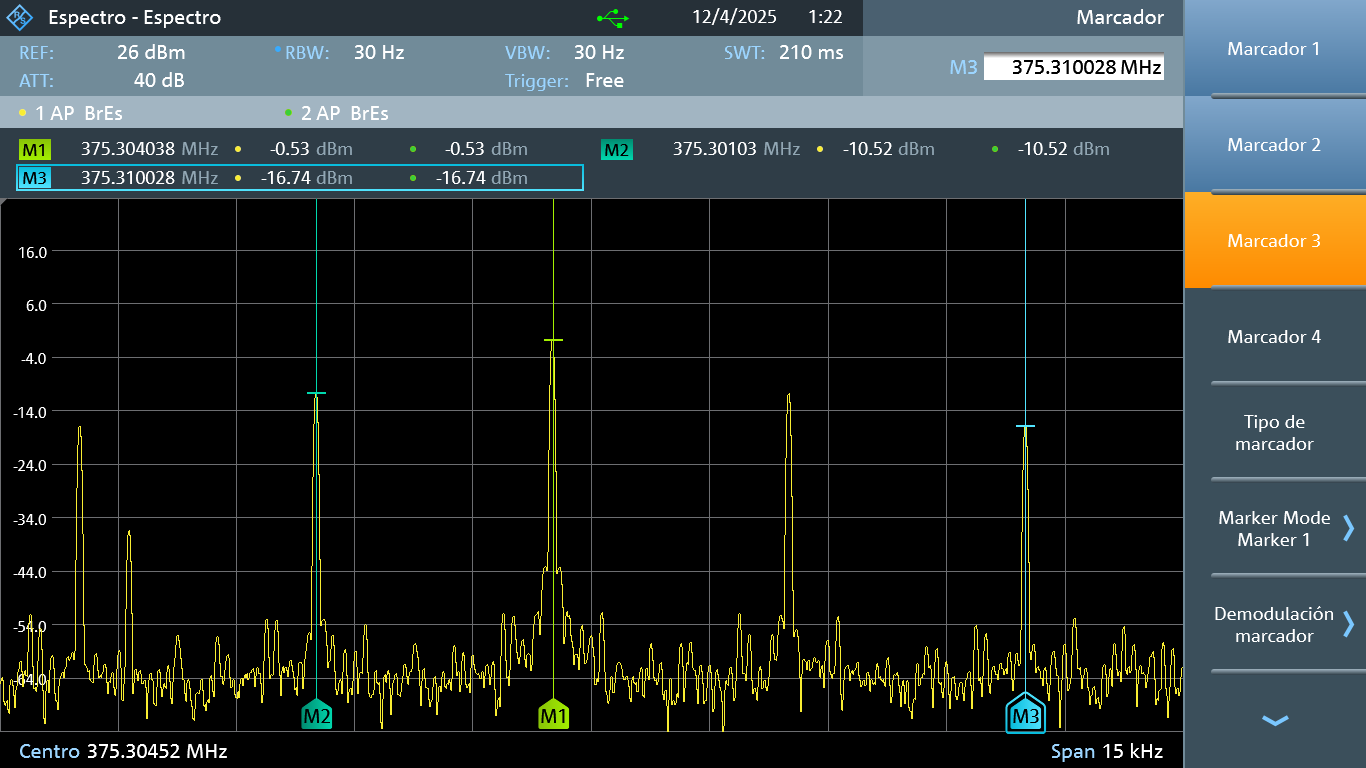 Espectro - Espectro 12/4/2025 1:22 Marcador
REF: 26 dBm RBW: 30 Hz VBW: 30 Hz SWT: 210 ms
M3 375.310028 MHz
ATT: 40 dB Trigger: Free
1 AP BrEs 2 AP BrEs
M1 375.304038 MHz -0.53 dBm -0.53 dBm M2 375.30103 MHz -10.52 dBm -10.52 dBm
M3 375.310028 MHz -16.74 dBm -16.74 dBm
16.0
6.0
-4.0
-14.0
-24.0
-34.0
-44.0
-54.0
-64.0
M2 M1 M3
Centro 375.30452 MHz Span 15 kHz
Marcador 1
Marcador 2
Marcador 3
Marcador 4
Tipo de
marcador
Marker Mode
Marker 1
Demodulación
marcador